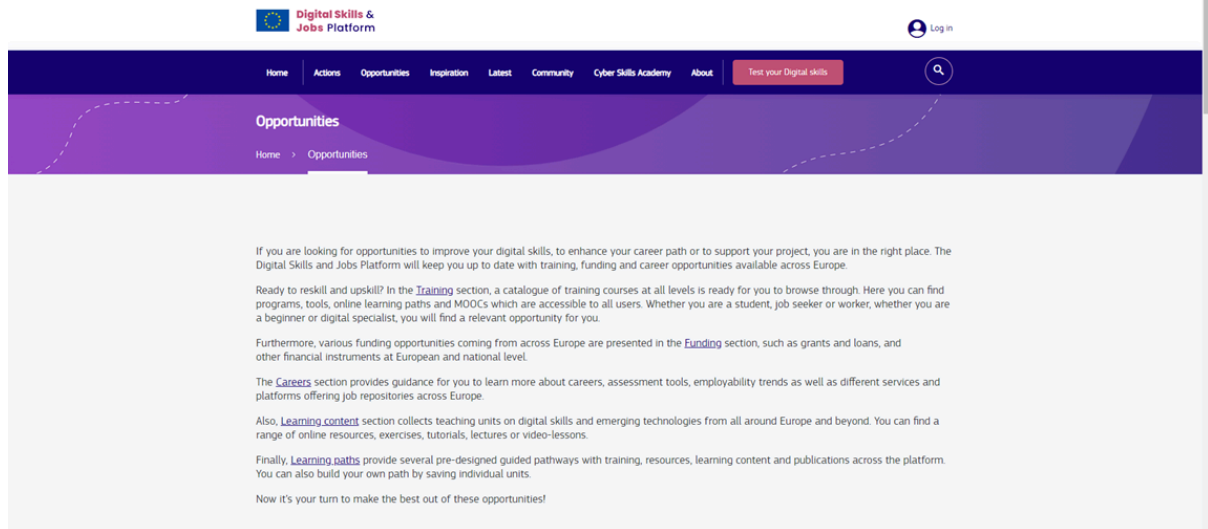 Digital Skills &
Jobs Platform
Log in
Home Actions Opportunities Inspiration Latest Community Cyber Skills Academy About Test your Digital skills
Opportunities
Home > Opportunities
If you are looking for opportunities to improve your digital skills, to enhance your career path or to support your project, you are in the right place. The
Digital Skills and Jobs Platform will keep you up to date with training, funding and career opportunities available across Europe.
Ready to reskill and upskill? In the Training section, a catalogue of training courses at all levels is ready for you to browse through. Here you can find
programs, tools, online learning paths and MOOCs which are accessible to all users. Whether you are a student, job seeker or worker, whether you are
a beginner or digital specialist, you will find a relevant opportunity for you.
Furthermore, various funding opportunities coming from across Europe are presented in the Funding section, such as grants and loans, and
other financial instruments at European and national level.
The Careers section provides guidance for you to learn more about careers, assessment tools, employability trends as well as different services and
platforms offering job repositories across Europe.
Also, Learning content section collects teaching units on digital skills and emerging technologies from all around Europe and beyond. You can find a
range of online resources, exercises, tutorials, lectures or video-lessons.
Finally, Learning paths provide several pre-designed guided pathways with training, resources, learning content and publications across the platform.
You can also build your own path by saving individual units.
Now it's your turn to make the best out of these opportunities!